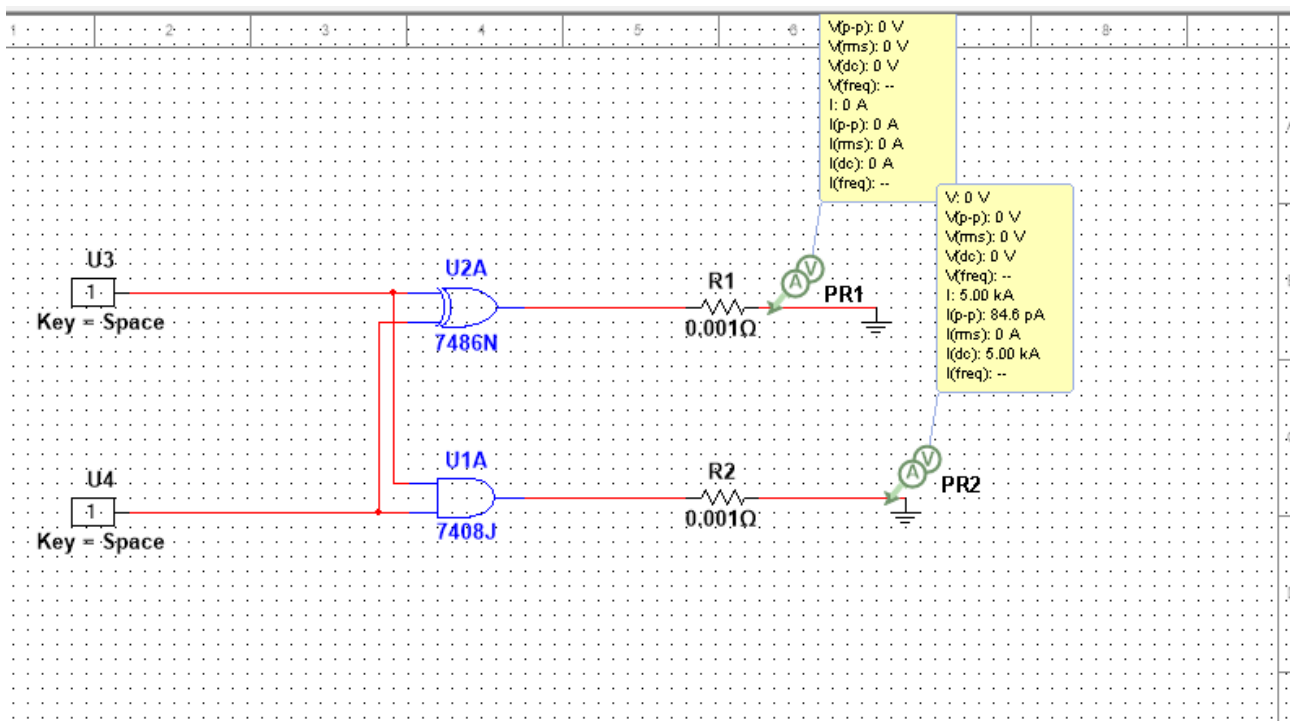 1 2 3 4 5 6 8
V(p-p): 0 V
V(rms): 0 V
V(dc): 0 V
V(freq): --
I: 0 A
I(p-p): 0 A
I(rms): 0 A
I(dc): 0 A
I(freq): --
V: 0 V
V(p-p): 0 V
V(rms): 0 V
V(dc): 0 V
V(freq): --
I: 5.00 kA
I(p-p): 84.6 pA
I(rms): 0 A
I(dc): 5.00 kA
I(freq): --
U3
1
Key = Space
U2A
7486N
R1
0.001Ω
A V
PR1
U4
1
Key = Space
U1A
7408J
R2
0.001Ω
A V
PR2